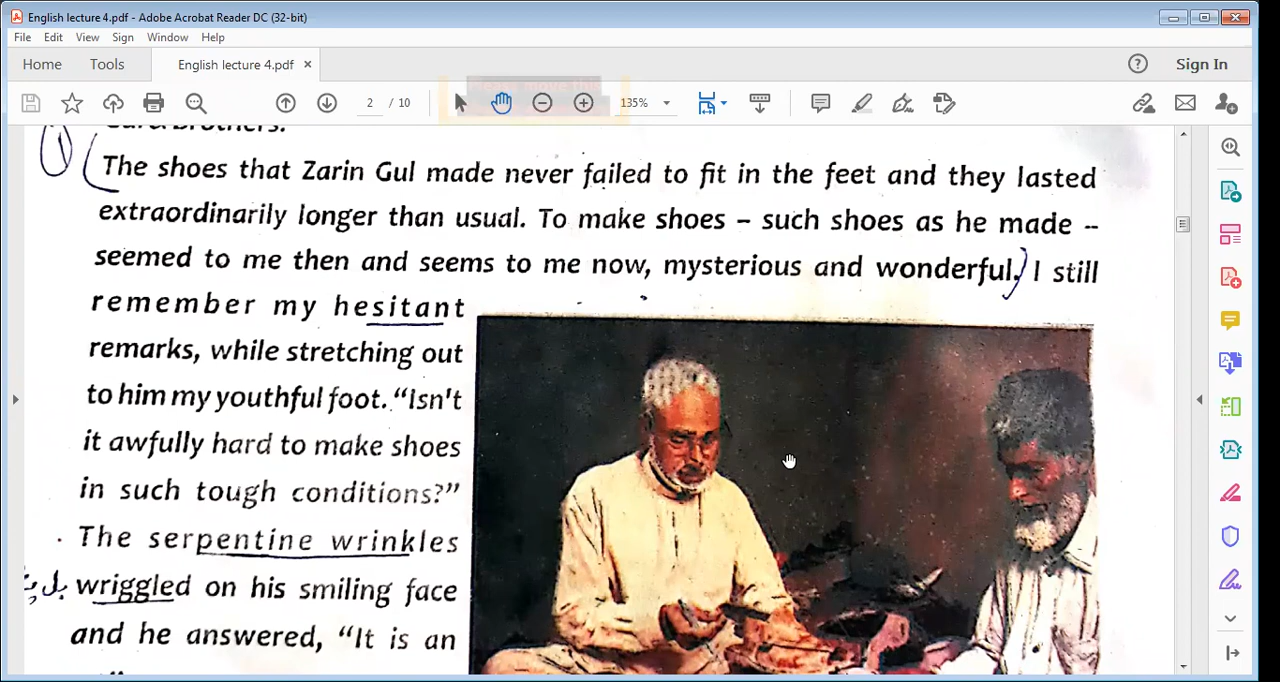 English lecture 4.pdf - Adobe Acrobat Reader DC (32-bit)
File Edit View Sign Window Help
Home Tools English lecture 4.pdf × Sign In
2 / 10 135%
brothers.
The shoes that Zarin Gul made never failed to fit in the feet and they lasted
extraordinarily longer than usual. To make shoes – such shoes as he made –
seemed to me then and seems to me now, mysterious and wonderful. I still
remember my hesitant
remarks, while stretching out
to him my youthful foot. “Isn't
it awfully hard to make shoes
in such tough conditions?”
The serpentine wrinkles
wriggled on his smiling face
and he answered, “It is an